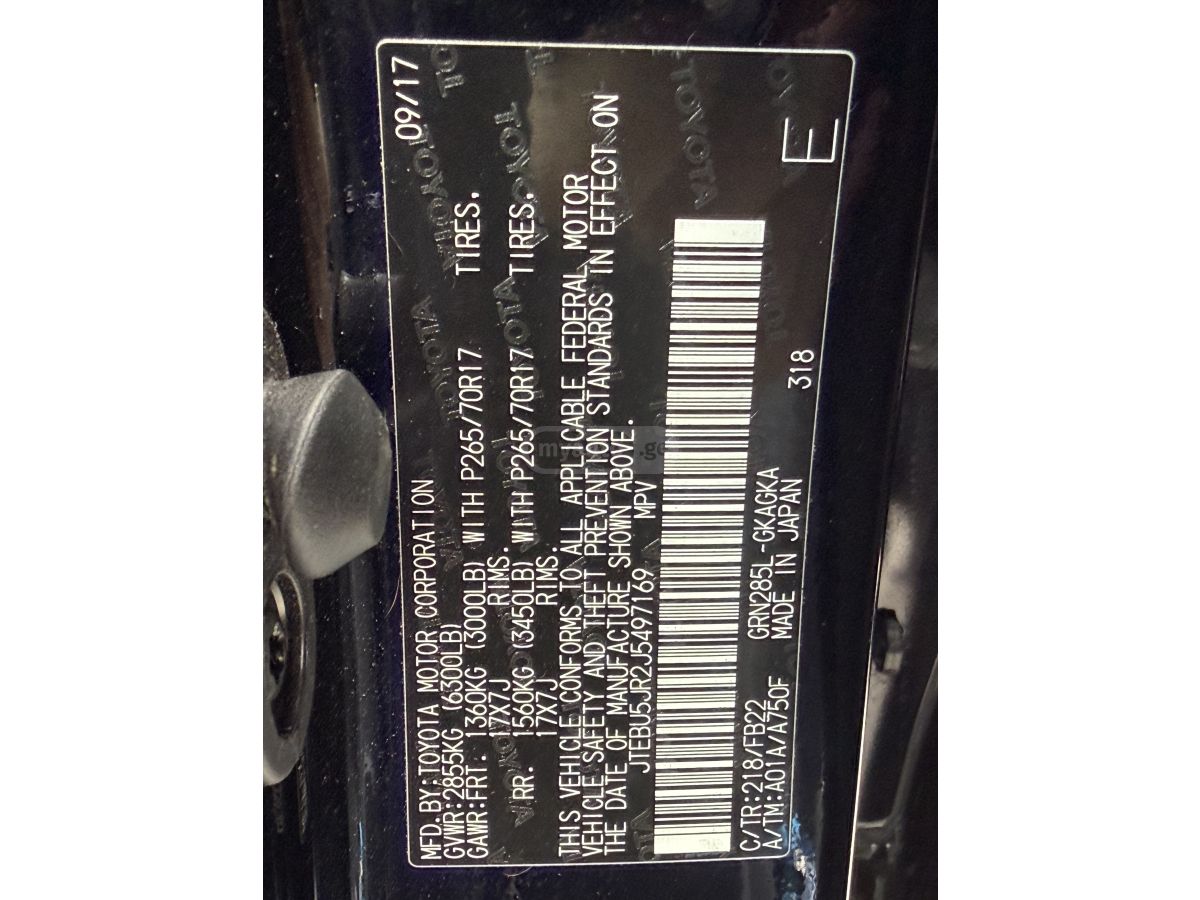 MFD.BY:TOYOTA MOTOR CORPORATION 09/17
GVWR:2855KG (6300LB)
GAWR:FRT. 1360KG (3000LB) WITH P265/70R17 TIRES.
17X7J RIMS.
RR. 1560KG (3450LB) WITH P265/70R17 TIRES.
17X7J RIMS.
THIS VEHICLE CONFORMS TO ALL APPLICABLE FEDERAL MOTOR
VEHICLE SAFETY AND THEFT PREVENTION STANDARDS IN EFFECT ON
THE DATE OF MANUFACTURE SHOWN ABOVE.
JTEBU5JR2J5497169 MPV
C/TR:218/FB22 GRN285L-GKAGKA
A/TM:A01A/A750F MADE IN JAPAN 318
E